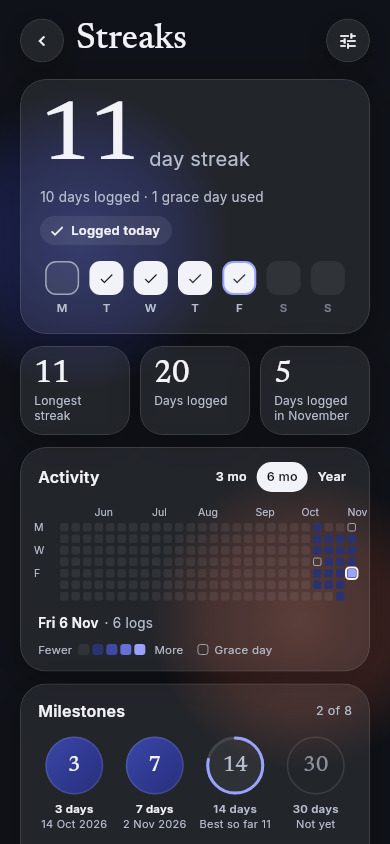 Streaks
11 day streak
10 days logged · 1 grace day used
Logged today
M T W T F S S
11
Longest
streak
20
Days logged
5
Days logged
in November
Activity
3 mo 6 mo Year
Jun Jul Aug Sep Oct Nov
M
W
F
Fri 6 Nov · 6 logs
Fewer More Grace day
Milestones
2 of 8
3 7 14 30
3 days 7 days 14 days 30 days
14 Oct 2026 2 Nov 2026 Best so far 11 Not yet